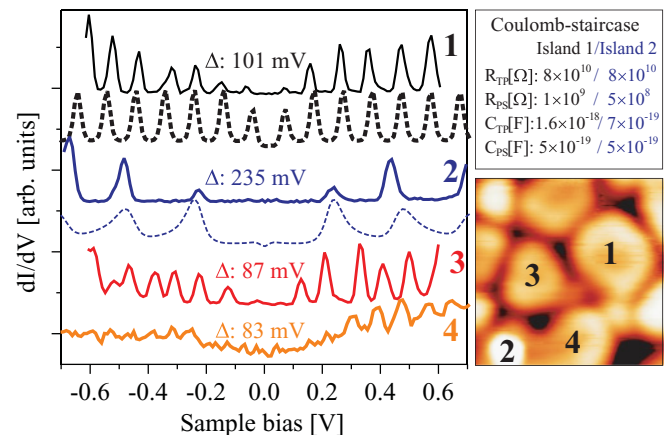 dI/dV [arb. units]
Δ: 101 mV
1
Δ: 235 mV
2
Δ: 87 mV
3
Δ: 83 mV
4
-0.6 -0.4 -0.2 0.0 0.2 0.4 0.6
Sample bias [V]
Coulomb-staircase
Island 1/Island 2
R_TP[Ω]: 8×10^10 / 8×10^10
R_PS[Ω]: 1×10^9 / 5×10^8
C_TP[F]: 1.6×10^-18 / 7×10^-19
C_PS[F]: 5×10^-19 / 5×10^-19
1
3
2
4